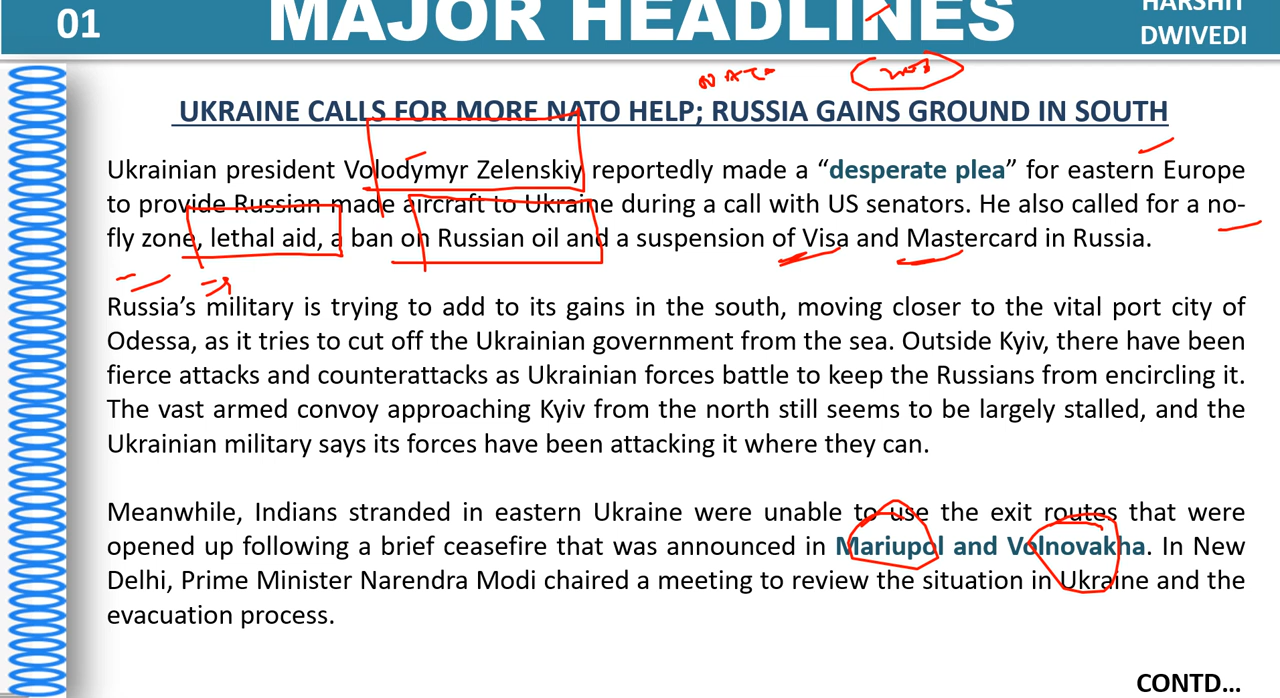 01
MAJOR HEADLINES
HARSHIT
DWIVEDI
NATO
UKRAINE CALLS FOR MORE NATO HELP; RUSSIA GAINS GROUND IN SOUTH
Ukrainian president Volodymyr Zelenskiy reportedly made a “desperate plea” for eastern Europe
to provide Russian made aircraft to Ukraine during a call with US senators. He also called for a no-
fly zone, lethal aid, a ban on Russian oil and a suspension of Visa and Mastercard in Russia.
Russia’s military is trying to add to its gains in the south, moving closer to the vital port city of
Odessa, as it tries to cut off the Ukrainian government from the sea. Outside Kyiv, there have been
fierce attacks and counterattacks as Ukrainian forces battle to keep the Russians from encircling it.
The vast armed convoy approaching Kyiv from the north still seems to be largely stalled, and the
Ukrainian military says its forces have been attacking it where they can.
Meanwhile, Indians stranded in eastern Ukraine were unable to use the exit routes that were
opened up following a brief ceasefire that was announced in Mariupol and Volnovakha. In New
Delhi, Prime Minister Narendra Modi chaired a meeting to review the situation in Ukraine and the
evacuation process.
CONTD...